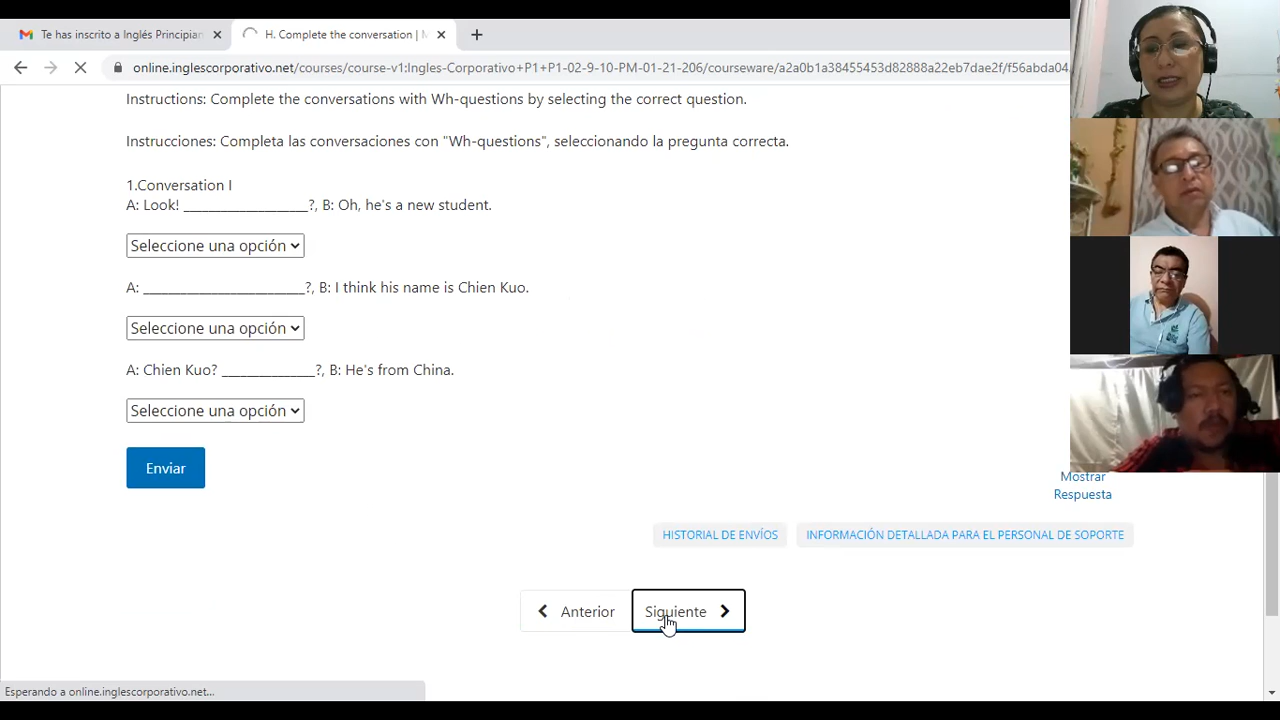 Te has inscrito a Inglés Principian
H. Complete the conversation | M
online.inglescorporativo.net/courses/course-v1:Ingles-Corporativo+P1+P1-02-9-10-PM-01-21-206/courseware/a2a0b1a38455453d82888a22eb7dae2f/f56abda04
Instructions: Complete the conversations with Wh-questions by selecting the correct question.
Instrucciones: Completa las conversaciones con "Wh-questions", seleccionando la pregunta correcta.
1.Conversation I
A: Look! ____________________?, B: Oh, he's a new student.
Seleccione una opción
A: __________________________?, B: I think his name is Chien Kuo.
Seleccione una opción
A: Chien Kuo? _______________?, B: He's from China.
Seleccione una opción
Enviar
Mostrar
Respuesta
HISTORIAL DE ENVÍOS
INFORMACIÓN DETALLADA PARA EL PERSONAL DE SOPORTE
Anterior
Siguiente
Esperando a online.inglescorporativo.net...